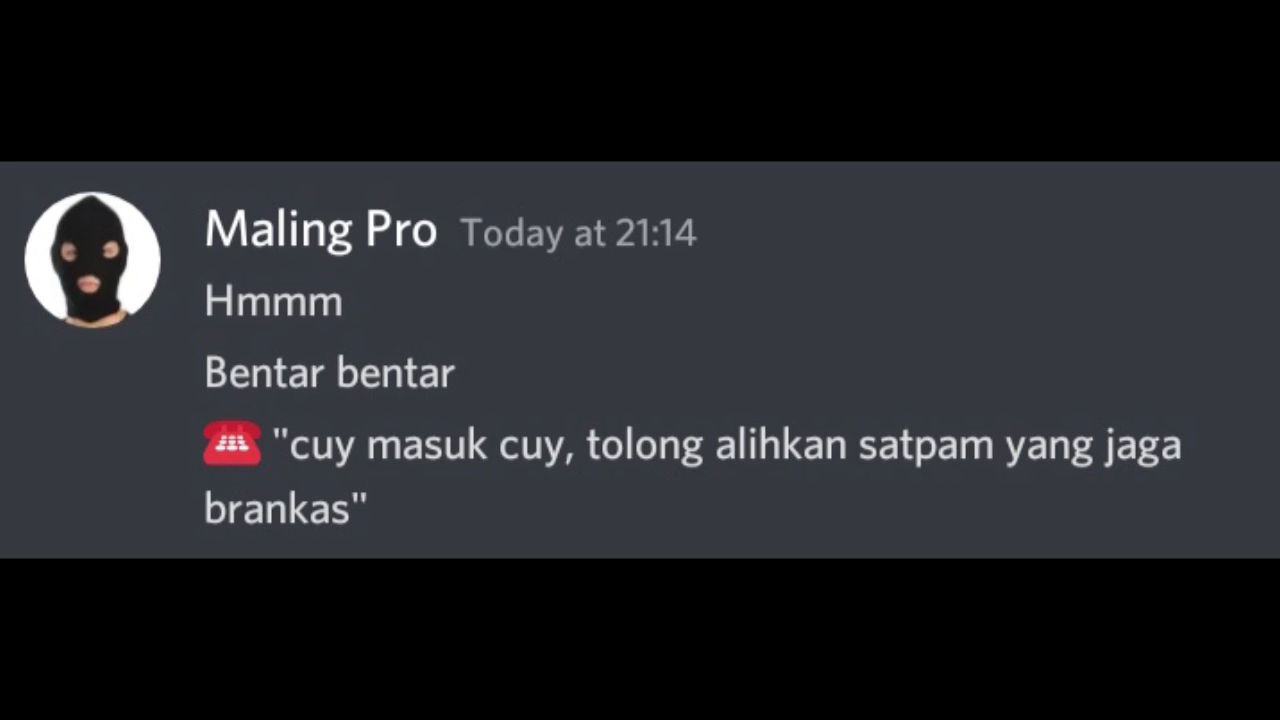 Maling Pro Today at 21:14
Hmmm
Bentar bentar
☎️ "cuy masuk cuy, tolong alihkan satpam yang jaga
brankas"